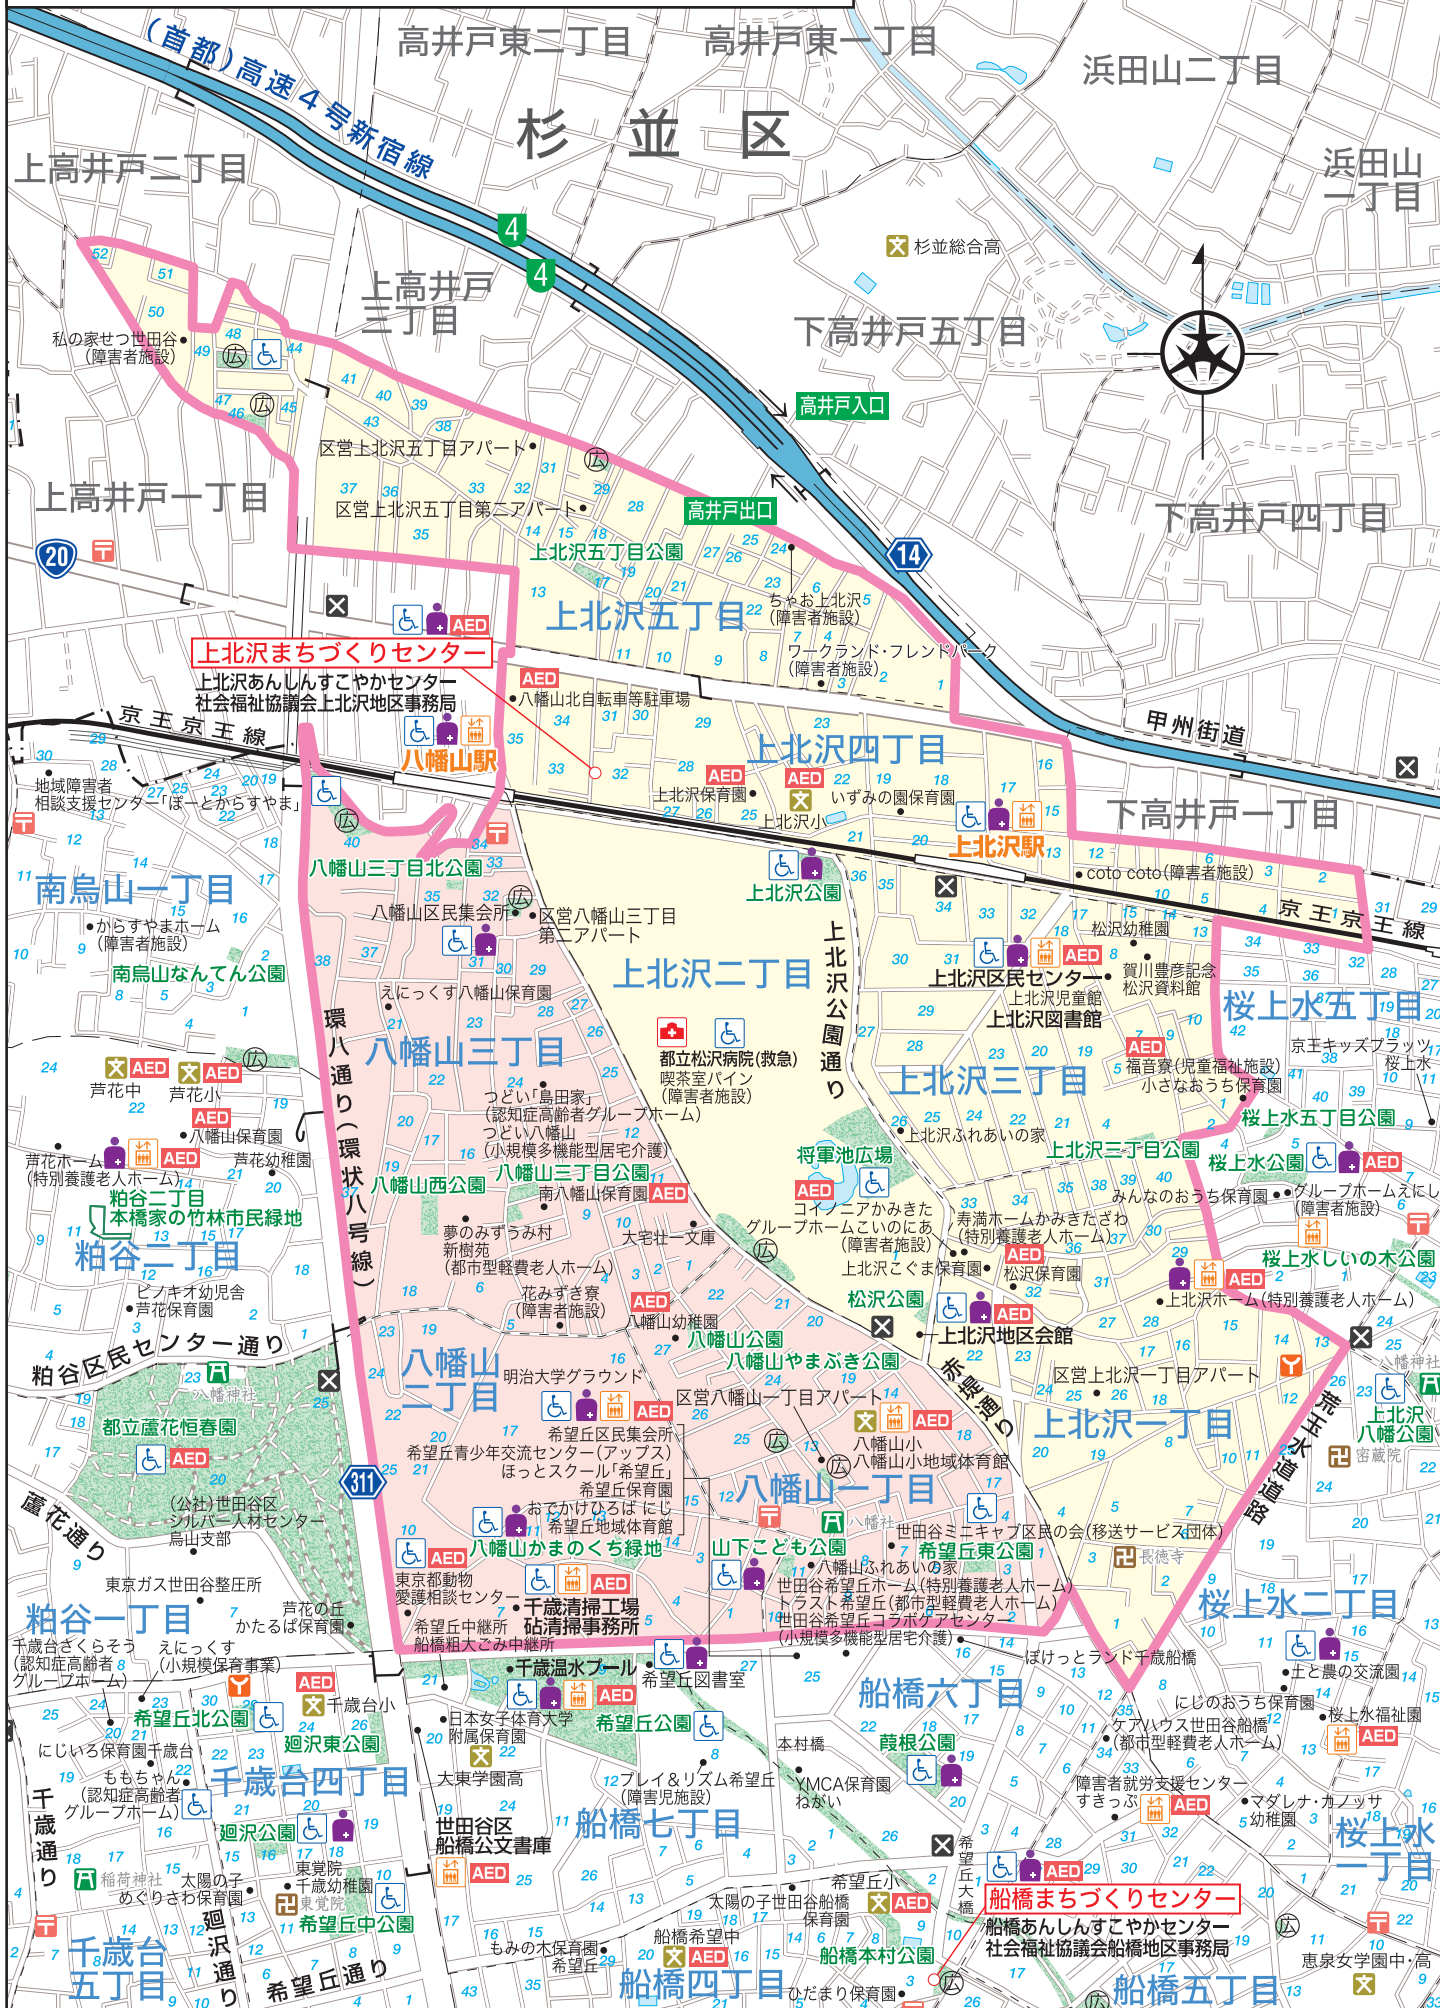 高井戸東二丁目
高井戸東一丁目
(首都)高速4号新宿線
浜田山二丁目
杉並区
上高井戸二丁目
浜田山
一丁目
4
4
杉並総合高
上高井戸
三丁目
下高井戸五丁目
私の家せつ世田谷
(障害者施設)
高井戸入口
区営上北沢五丁目アパート
上高井戸一丁目
区営上北沢五丁目第二アパート
高井戸出口
下高井戸四丁目
20
14
上北沢五丁目公園
上北沢五丁目
ちゃお上北沢
(障害者施設)
ワークランド・フレンドパーク
(障害者施設)
AED
上北沢まちづくりセンター
上北沢あんしんすこやかセンター
社会福祉協議会上北沢地区事務局
AED
八幡山北自転車等駐車場
京王京王線
八幡山駅
甲州街道
上北沢四丁目
地域障害者
相談支援センター「ぽーとからすやま」
上北沢保育園
AED
AED
上北沢小
いずみの園保育園
上北沢駅
下高井戸一丁目
八幡山三丁目北公園
coto coto(障害者施設)
京王京王線
南烏山一丁目
上北沢公園
からすやまホーム
(障害者施設)
八幡山区民集会所
区営八幡山三丁目
第二アパート
上北沢公園通り
松沢幼稚園
南烏山なんてん公園
上北沢二丁目
上北沢区民センター
AED
上北沢児童館
上北沢図書館
賀川豊彦記念
松沢資料館
えにっくす八幡山保育園
桜上水五丁目
環八通り(環状八号線)
八幡山三丁目
都立松沢病院(救急)
喫茶室パイン
(障害者施設)
上北沢三丁目
AED
福音寮(児童福祉施設)
小さなおうち保育園
京王キッズプラッツ
桜上水
芦花中
AED
芦花小
AED
AED
八幡山保育園
つどい「島田家」
(認知症高齢者グループホーム)
つどい八幡山
(小規模多機能型居宅介護)
上北沢ふれあいの家
桜上水五丁目公園
芦花ホーム
(特別養護老人ホーム)
AED
芦花幼稚園
八幡山西公園
八幡山三丁目公園
南八幡山保育園
AED
将軍池広場
AED
コイノニアかみきた
グループホームこいのにあ
(障害者施設)
上北沢三丁目公園
みんなのおうち保育園
桜上水公園
AED
グループホームえにし
(障害者施設)
粕谷二丁目
本橋家の竹林市民緑地
粕谷二丁目
夢のみずうみ村
新樹苑
(都市型軽費老人ホーム)
大宅壮一文庫
寿満ホームかみきたざわ
(特別養護老人ホーム)
AED
上北沢こぐま保育園
松沢保育園
桜上水しいの木公園
AED
上北沢ホーム(特別養護老人ホーム)
ピノキオ幼児舎
芦花保育園
花みずき寮
(障害者施設)
AED
八幡山幼稚園
松沢公園
AED
上北沢地区会館
粕谷区民センター通り
八幡山公園
八幡山やまぶき公園
八幡神社
都立蘆花恒春園
AED
八幡山
二丁目
明治大学グラウンド
区営八幡山一丁目アパート
赤堤通り
区営上北沢一丁目アパート
上北沢一丁目
荒玉水道道路
八幡神社
上北沢
八幡公園
密蔵院
AED
希望丘区民集会所
希望丘青少年交流センター(アップス)
ほっとスクール「希望丘」
希望丘保育園
おでかけひろば にじ
希望丘地域体育館
AED
八幡山小
八幡山小地域体育館
311
蘆花通り
(公社)世田谷区
シルバー人材センター
烏山支部
八幡山一丁目
八幡社
世田谷ミニキャブ区民の会(移送サービス団体)
希望丘東公園
長徳寺
八幡山かまのくち緑地
山下こども公園
八幡山ふれあいの家
世田谷希望丘ホーム(特別養護老人ホーム)
トラスト希望丘(都市型軽費老人ホーム)
世田谷希望丘コラボケアセンター
(小規模多機能型居宅介護)
AED
東京都動物
愛護相談センター
AED
千歳清掃工場
砧清掃事務所
希望丘中継所
船橋粗大ごみ中継所
東京ガス世田谷整圧所
粕谷一丁目
芦花の丘
かたるぱ保育園
桜上水二丁目
千歳台さくらそう
(認知症高齢者
グループホーム)
えにっくす
(小規模保育事業)
千歳温水プール
AED
希望丘図書室
ぽけっとランド千歳船橋
土と農の交流園
希望丘北公園
AED
千歳台小
廻沢東公園
日本女子体育大学
附属保育園
大東学園高
希望丘公園
船橋六丁目
葭根公園
にじのおうち保育園
ケアハウス世田谷船橋
(都市型軽費老人ホーム)
桜上水福祉園
AED
にじいろ保育園千歳台
ももちゃん
(認知症高齢者
グループホーム)
千歳台四丁目
本村橋
プレイ&リズム希望丘
(障害児施設)
YMCA保育園
ねがい
障害者就労支援センター
すきっぷ
AED
マダレナ・カノッサ
幼稚園
千歳通り
廻沢公園
世田谷区
船橋公文書庫
AED
船橋七丁目
希望丘大橋
AED
桜上水
一丁目
稲荷神社
太陽の子
めぐりさわ保育園
東覚院
千歳幼稚園
東覚院
希望丘中公園
希望丘小
AED
太陽の子世田谷船橋
保育園
船橋まちづくりセンター
船橋あんしんすこやかセンター
社会福祉協議会船橋地区事務局
千歳台
五丁目
廻沢通り
希望丘通り
もみの木保育園
希望丘
船橋希望中
AED
船橋四丁目
船橋本村公園
ひだまり保育園
船橋五丁目
恵泉女学園中・高